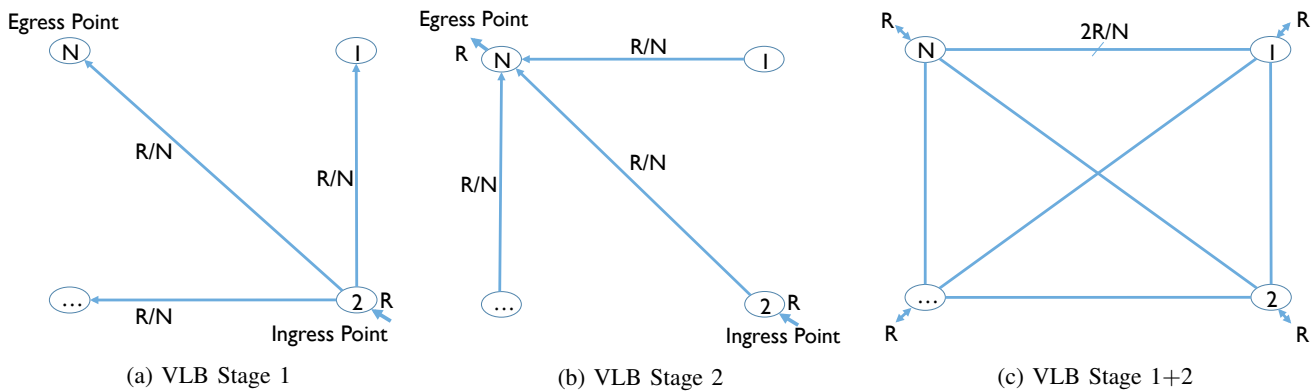 Egress Point
N
I
R/N
R/N
…
R/N
2
R
Ingress Point
(a) VLB Stage 1
Egress Point
R
N
R/N
I
R/N
R/N
…
2
R
Ingress Point
(b) VLB Stage 2
R
N
2R/N
I
R
…
2
R
R
(c) VLB Stage 1+2